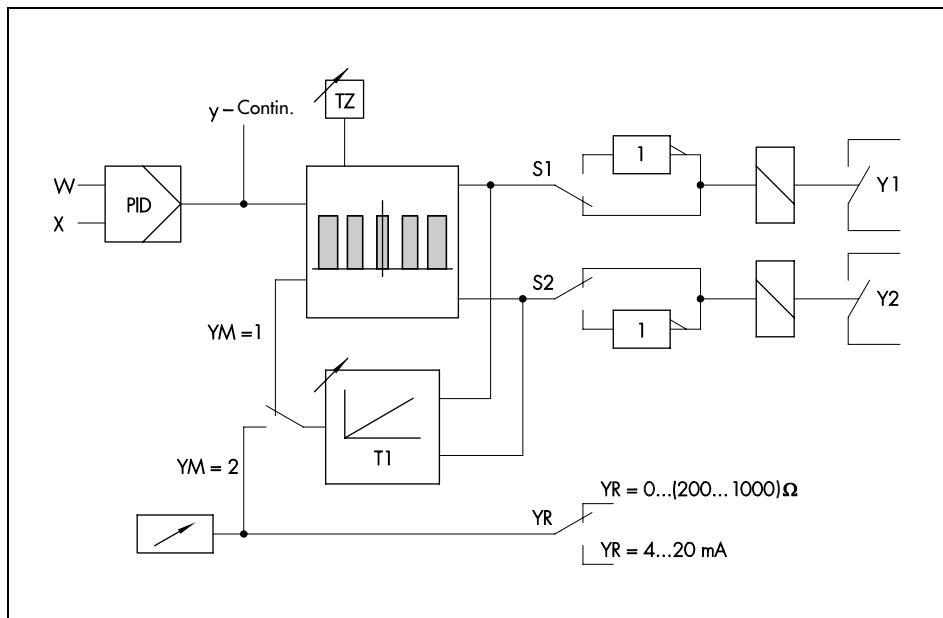 TZ
y – Contin.
W
X
PID
S1
1
Y1
S2
1
Y2
YM =1
T1
YM = 2
YR
YR = 0...(200...1000)Ω
YR = 4...20 mA